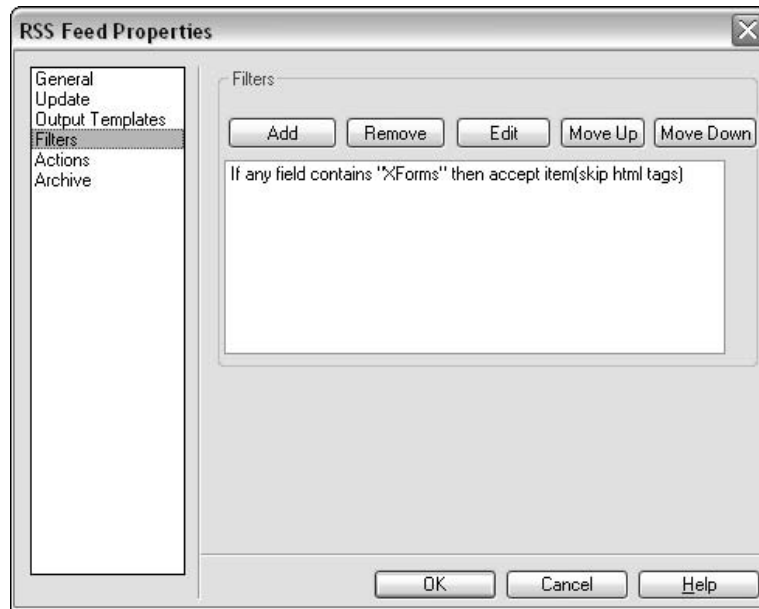 RSS Feed Properties
General
Update
Output Templates
Filters
Actions
Archive
Filters
Add Remove Edit Move Up Move Down
If any field contains "XForms" then accept item(skip html tags)
OK Cancel Help